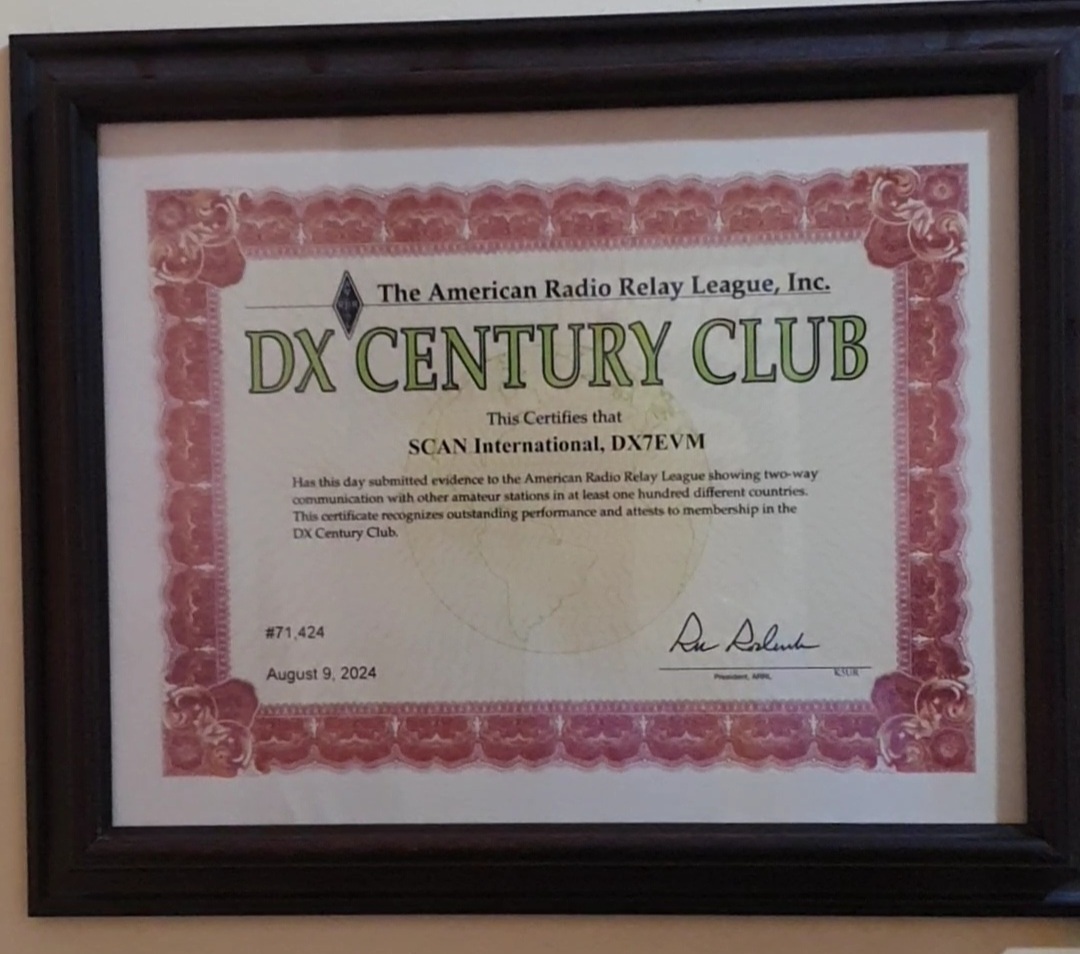 The American Radio Relay League, Inc.
DX CENTURY CLUB
This Certifies that
SCAN International, DX7EVM
Has this day submitted evidence to the American Radio Relay League showing two-way
communication with other amateur stations in at least one hundred different countries.
This certificate recognizes outstanding performance and attests to membership in the
DX Century Club.
#71,424
August 9, 2024
President, ARRL
K5UR